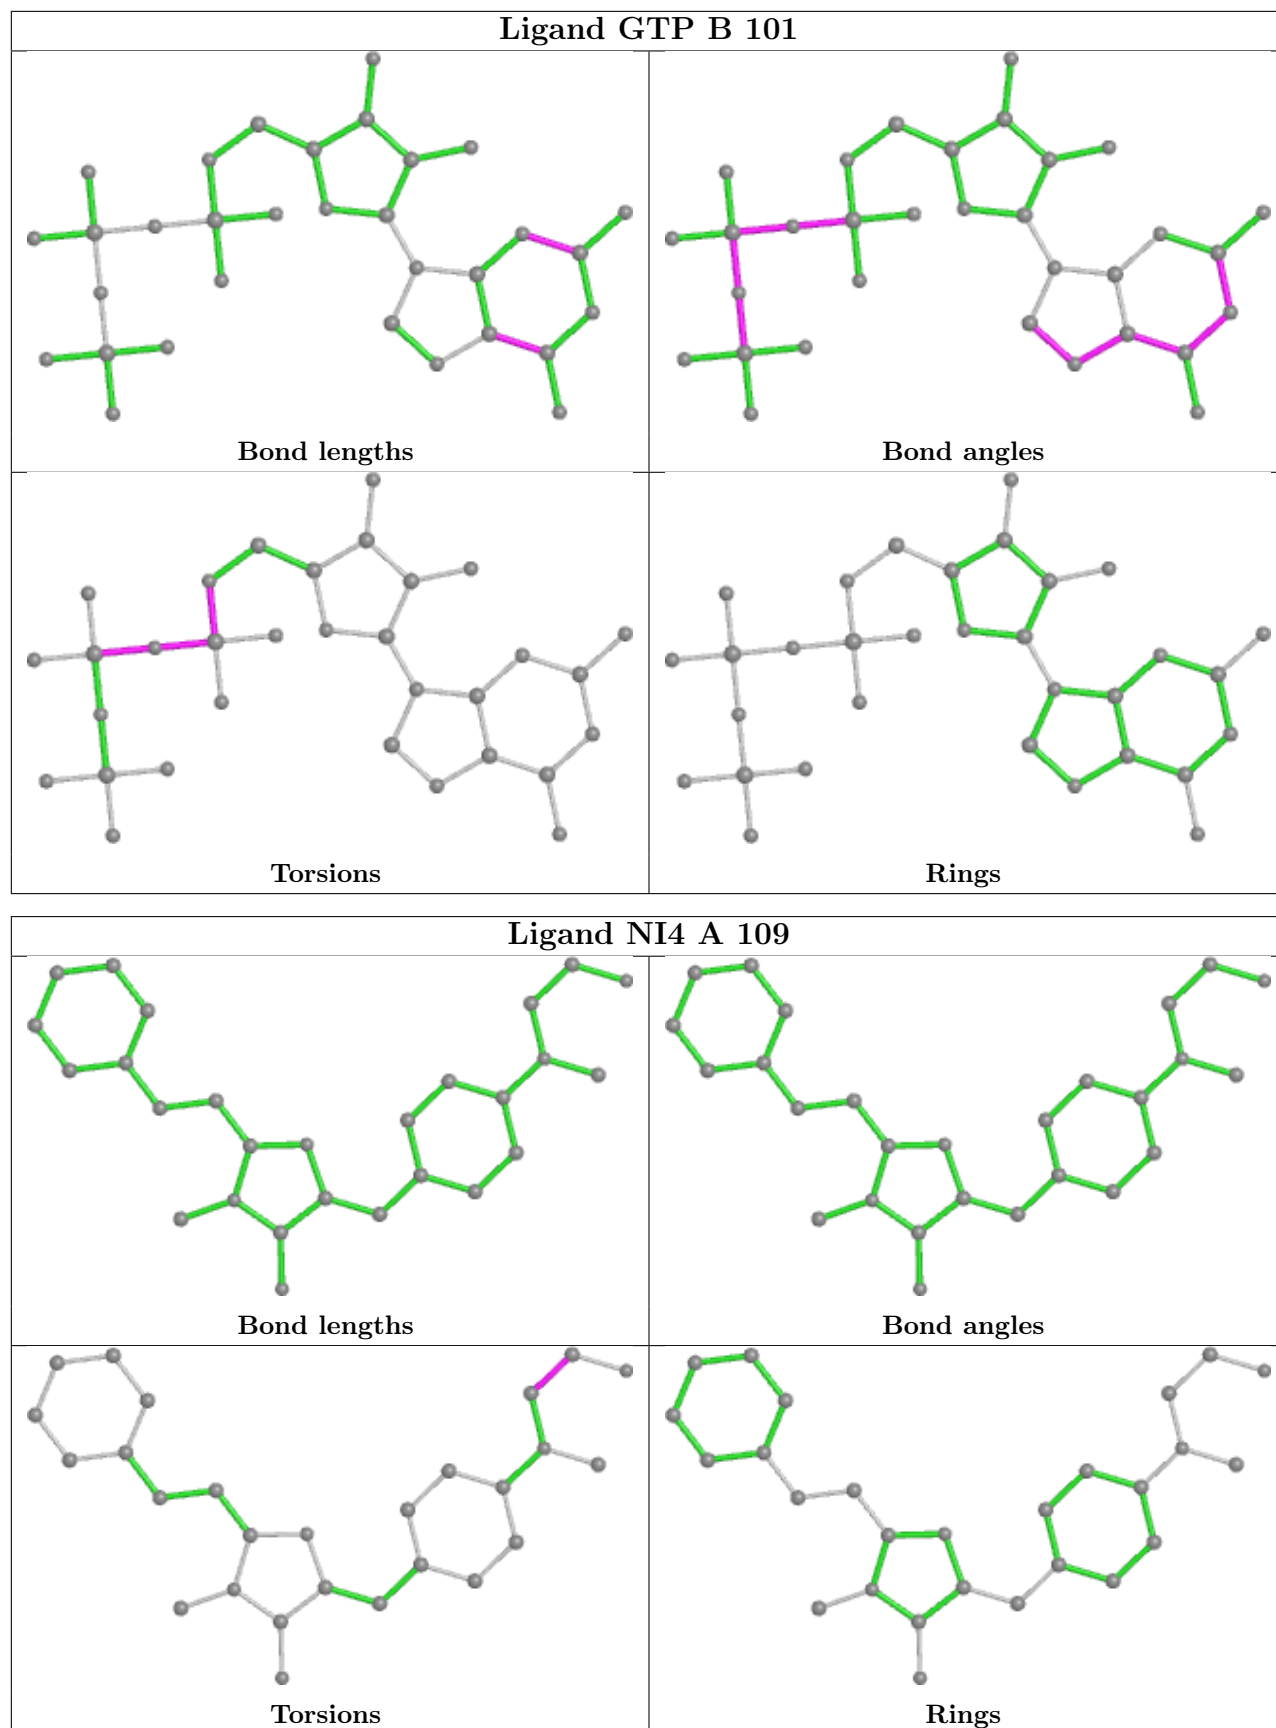 Ligand GTP B 101
Bond lengths
Bond angles
Torsions
Rings
Ligand NI4 A 109
Bond lengths
Bond angles
Torsions
Rings